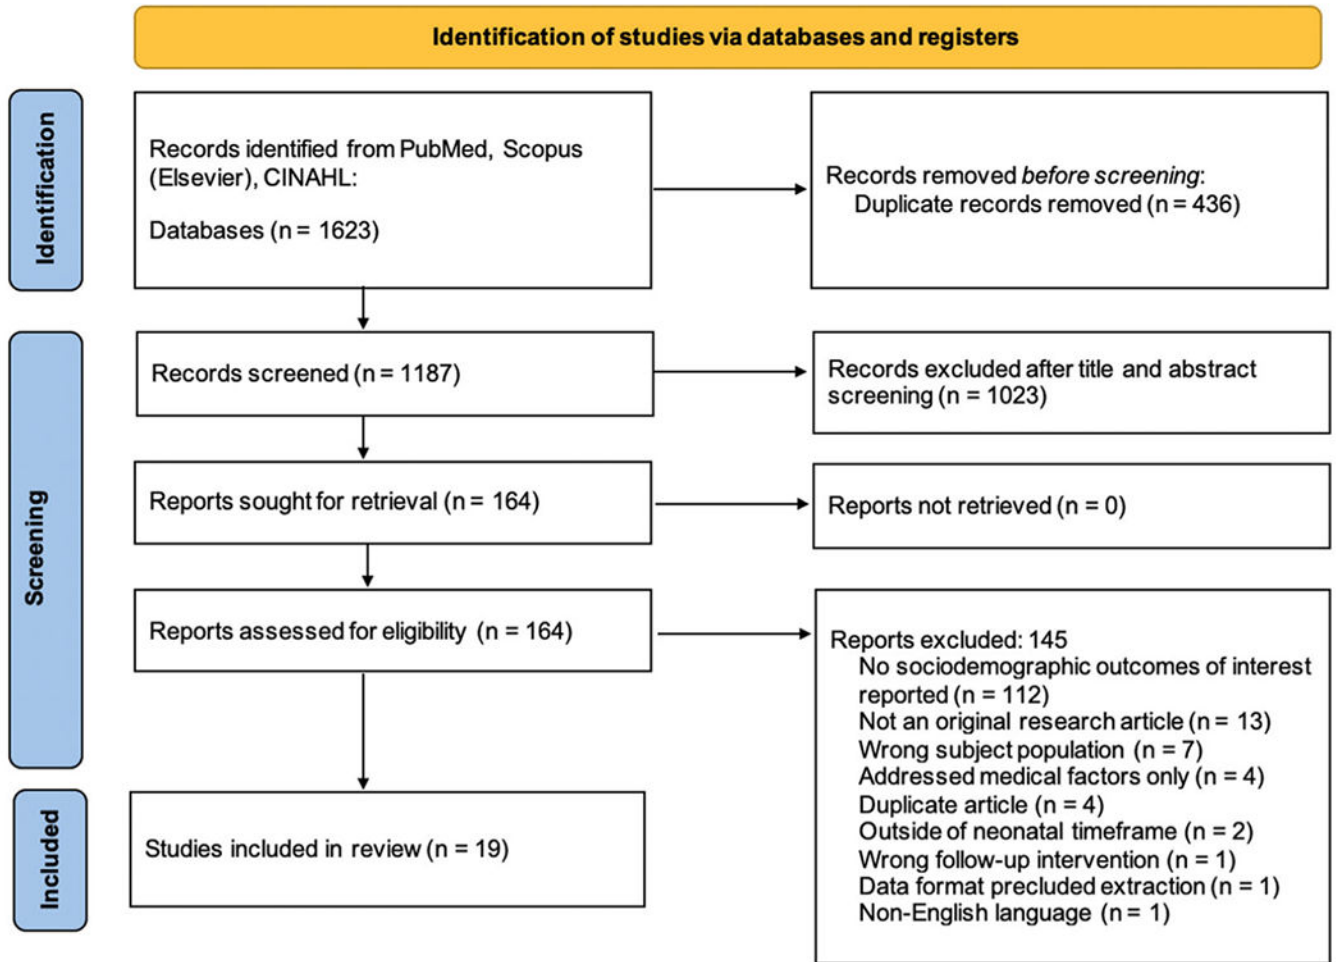 Identification of studies via databases and registers
Identification
Records identified from PubMed, Scopus
(Elsevier), CINAHL:
Databases (n = 1623)
Records removed before screening:
Duplicate records removed (n = 436)
Screening
Records screened (n = 1187)
Records excluded after title and abstract
screening (n = 1023)
Reports sought for retrieval (n = 164)
Reports not retrieved (n = 0)
Reports assessed for eligibility (n = 164)
Reports excluded: 145
No sociodemographic outcomes of interest
reported (n = 112)
Not an original research article (n = 13)
Wrong subject population (n = 7)
Addressed medical factors only (n = 4)
Duplicate article (n = 4)
Outside of neonatal timeframe (n = 2)
Wrong follow-up intervention (n = 1)
Data format precluded extraction (n = 1)
Non-English language (n = 1)
Included
Studies included in review (n = 19)